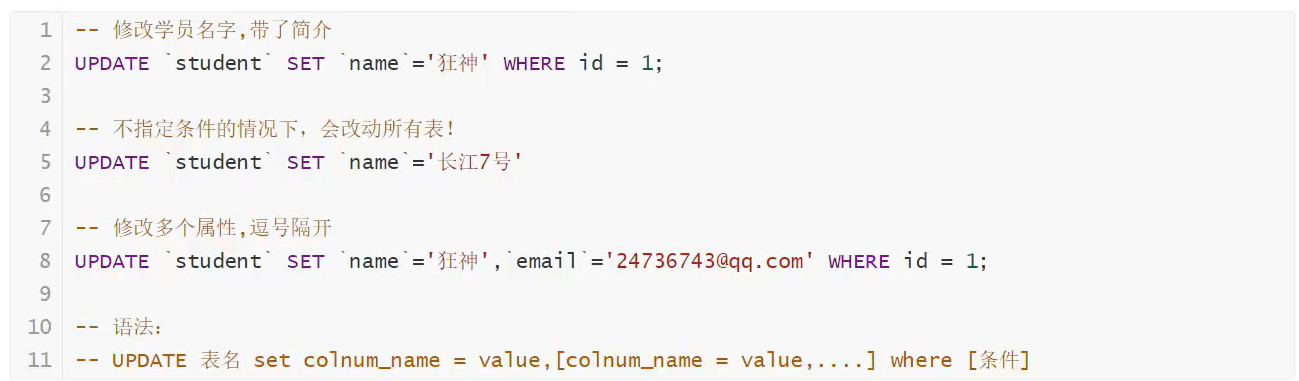 1 -- 修改学员名字,带了简介
2 UPDATE `student` SET `name`='狂神' WHERE id = 1;
3
4 -- 不指定条件的情况下，会改动所有表！
5 UPDATE `student` SET `name`='长江7号'
6
7 -- 修改多个属性,逗号隔开
8 UPDATE `student` SET `name`='狂神',`email`='24736743@qq.com' WHERE id = 1;
9
10 -- 语法：
11 -- UPDATE 表名 set colnum_name = value,[colnum_name = value,....] where [条件]